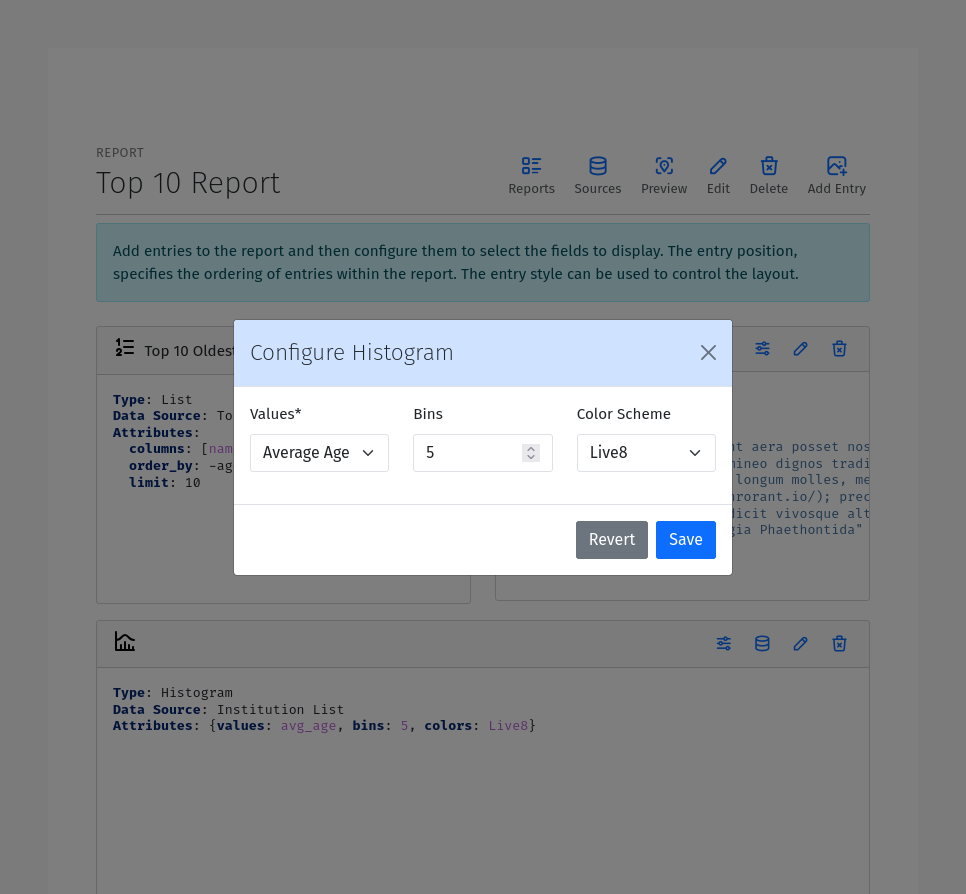 REPORT
Top 10 Report
Reports Sources Preview Edit Delete Add Entry
Add entries to the report and then configure them to select the fields to display. The entry position,
specifies the ordering of entries within the report. The entry style can be used to control the layout.
Top 10 Oldest
Type: List
Data Source: To
Attributes:
columns: [nam
order_by: -ag
limit: 10
nt aera posset nos
mineo dignos tradi
longum molles, me
nrorant.io/); prec
dicit vivosque alt
gia Phaethontida"
Configure Histogram
Values* Bins Color Scheme
Average Age 5 Live8
Revert Save
Type: Histogram
Data Source: Institution List
Attributes: {values: avg_age, bins: 5, colors: Live8}